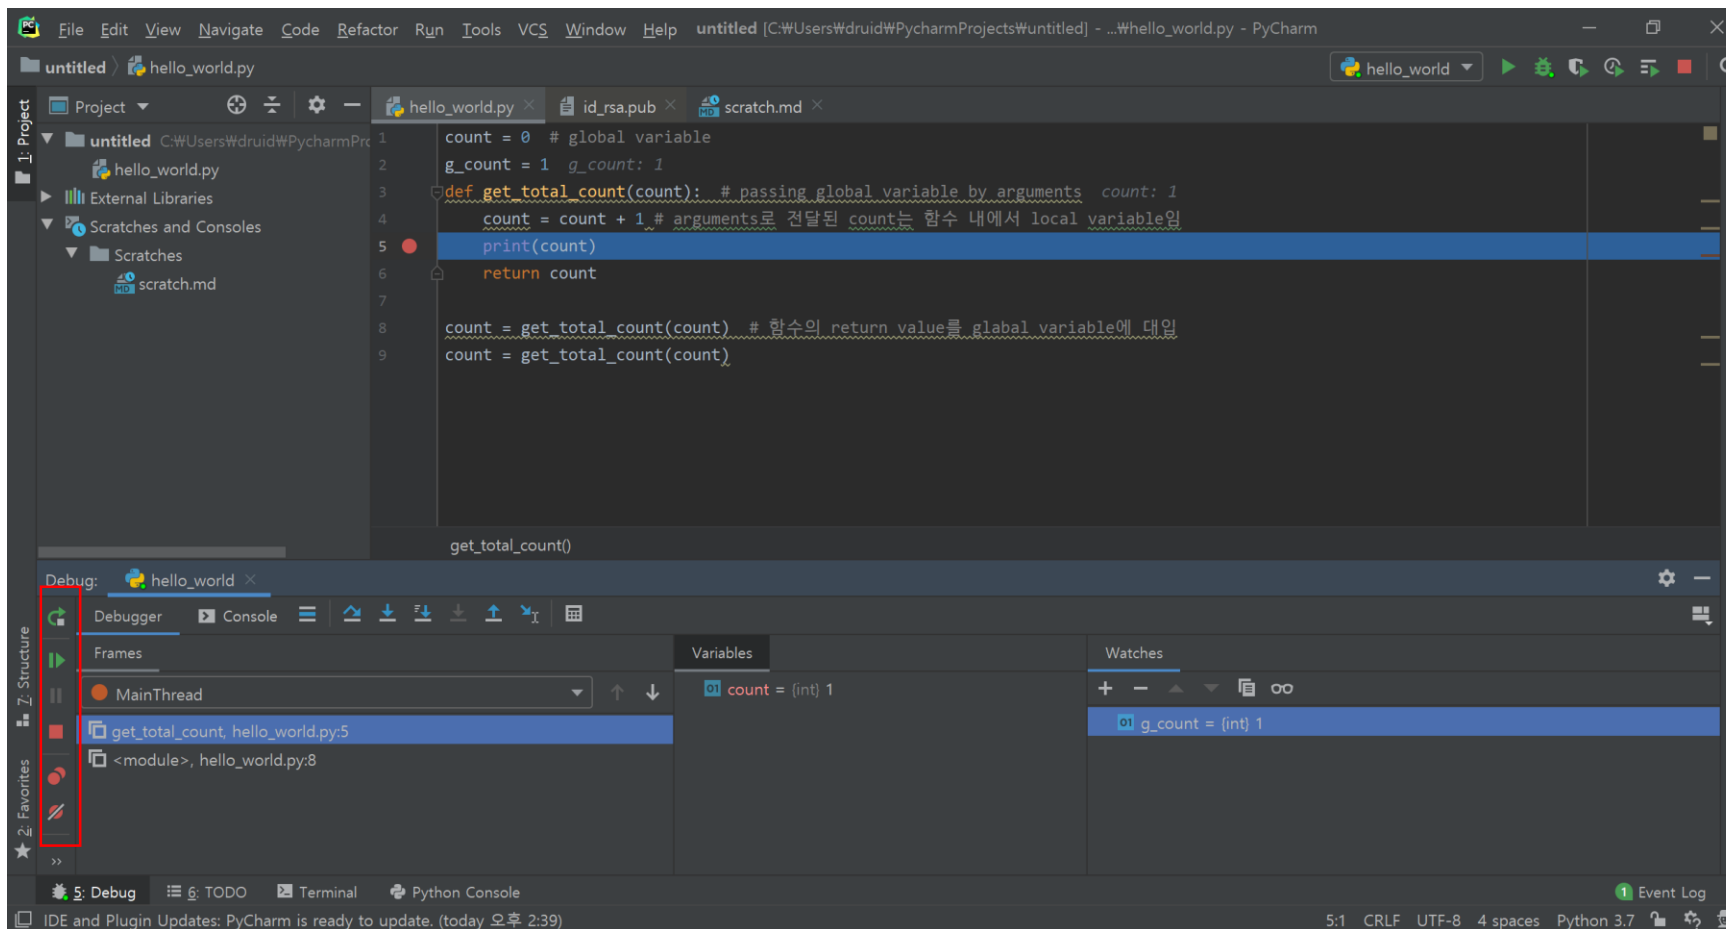 File Edit View Navigate Code Refactor Run Tools VCS Window Help untitled [C:₩Users₩druid₩PycharmProjects₩untitled] - ...₩hello_world.py - PyCharm
untitled hello_world.py
hello_world
1: Project
Project
hello_world.py
id_rsa.pub
scratch.md
untitled C:₩Users₩druid₩PycharmPro
hello_world.py
External Libraries
Scratches and Consoles
Scratches
scratch.md
1 count = 0 # global variable
2 g_count = 1 g_count: 1
3 def get_total_count(count): # passing global variable by arguments count: 1
4 count = count + 1 # arguments로 전달된 count는 함수 내에서 local variable임
5 print(count)
6 return count
7
8 count = get_total_count(count) # 함수의 return value를 glabal variable에 대입
9 count = get_total_count(count)
get_total_count()
Debug: hello_world
Debugger Console
Frames
Variables
Watches
MainThread
count = {int} 1
g_count = {int} 1
get_total_count, hello_world.py:5
<module>, hello_world.py:8
7: Structure
2: Favorites
5: Debug 6: TODO Terminal Python Console
1 Event Log
IDE and Plugin Updates: PyCharm is ready to update. (today 오후 2:39)
5:1 CRLF UTF-8 4 spaces Python 3.7